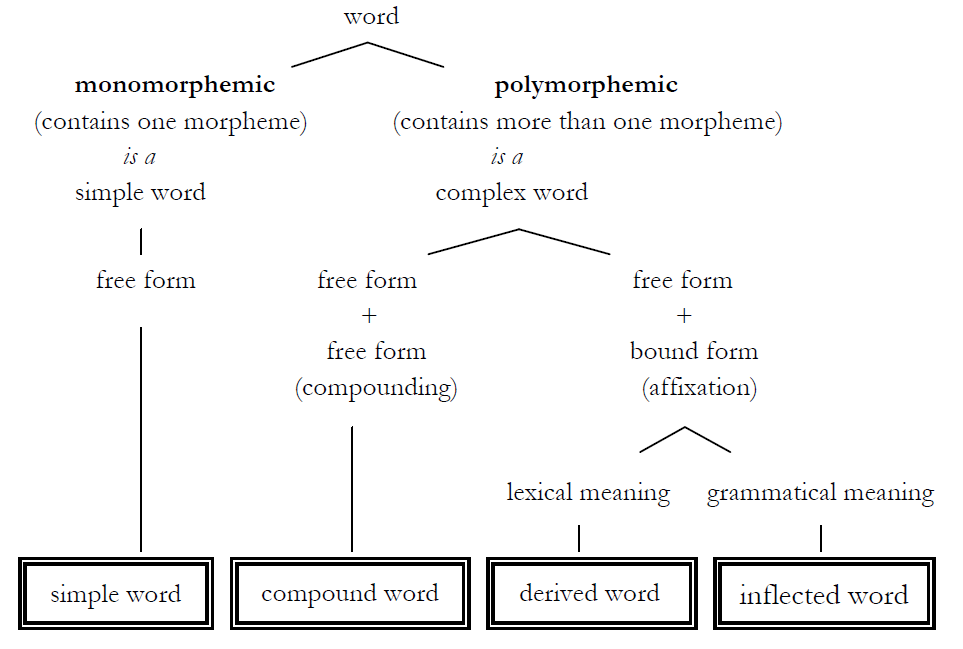 word
monomorphemic
(contains one morpheme)
is a
simple word
polymorphemic
(contains more than one morpheme)
is a
complex word
free form
free form
+
free form
(compounding)
free form
+
bound form
(affixation)
lexical meaning
grammatical meaning
simple word
compound word
derived word
inflected word